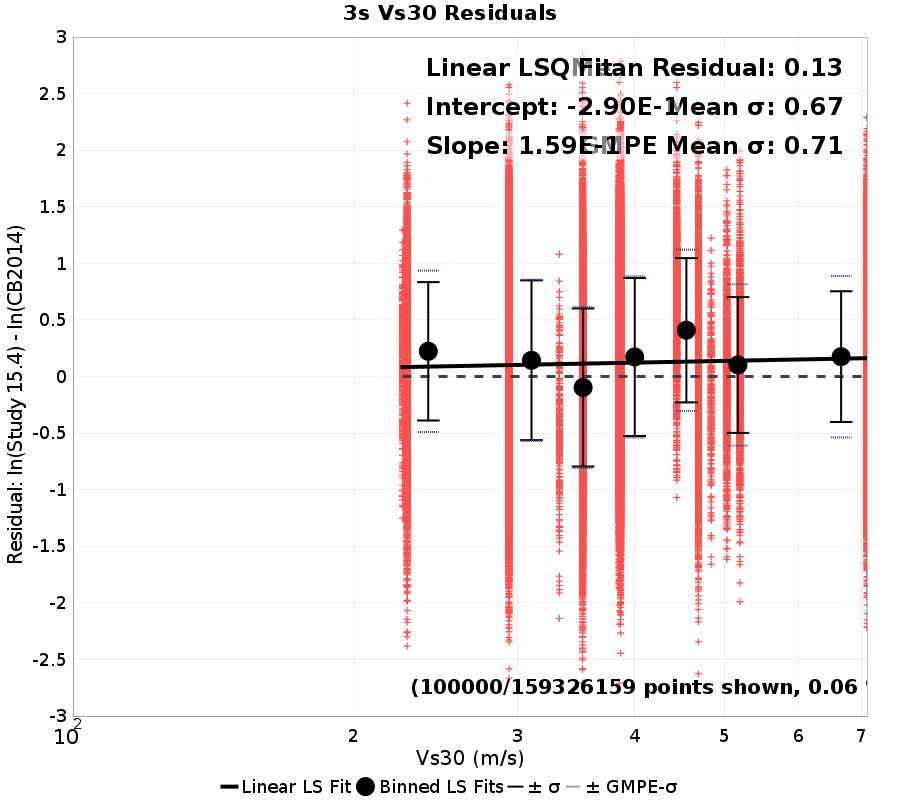 3s Vs30 Residuals
Linear LSQ Fit
Mean Residual: 0.13
Intercept: -2.90E-1
Mean σ: 0.67
Slope: 1.59E-1
GMPE Mean σ: 0.71
3
2.5
2
1.5
1
0.5
0
-0.5
-1
-1.5
-2
-2.5
-3
Residual: ln(Study 15.4) - ln(CB2014)
(100000/159326159 points shown, 0.06
10²
2
3
4
5
6
7
Vs30 (m/s)
Linear LS Fit Binned LS Fits ± σ ± GMPE-σ